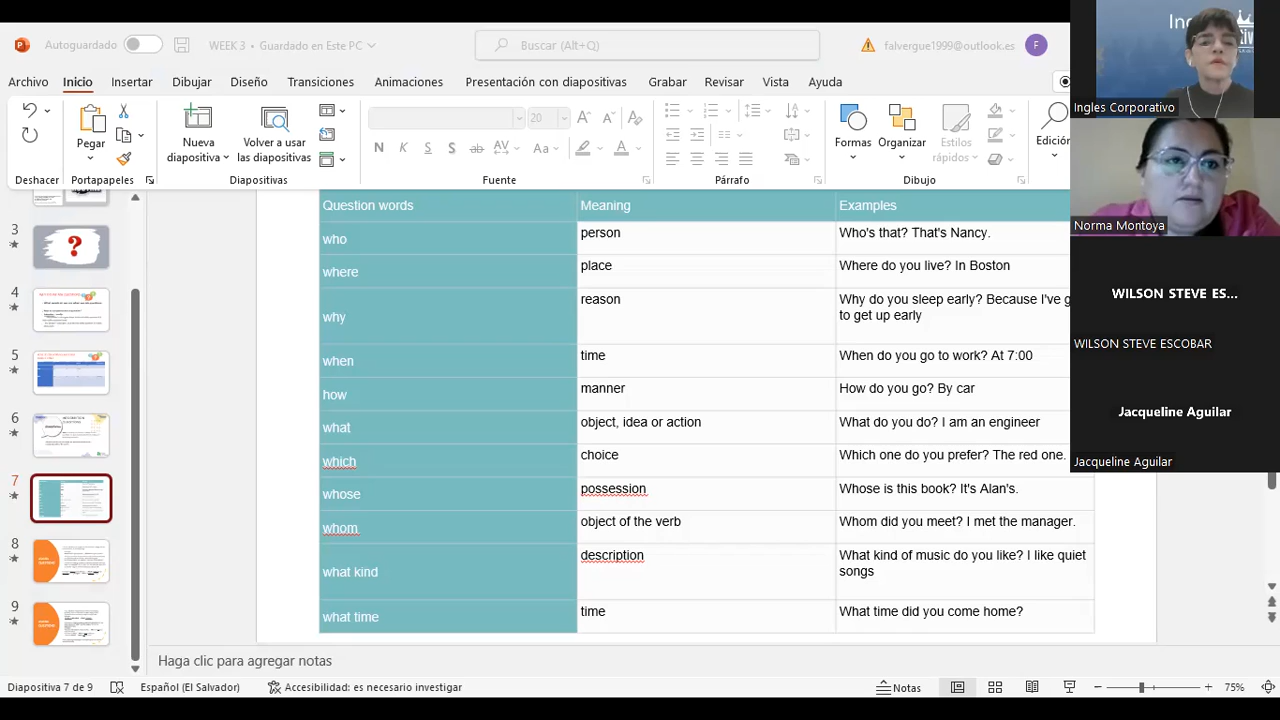 Autoguardado
WEEK 3 • Guardado en Este PC
Buscar (Alt+Q)
falvergue1999@outlook.es
F
Archivo Inicio Insertar Dibujar Diseño Transiciones Animaciones Presentación con diapositivas Grabar Revisar Vista Ayuda
Pegar
Nueva diapositiva
Volver a usar las diapositivas
20
Formas
Organizar
Estilos rápidos
Edición
Deshacer Portapapeles Diapositivas Fuente Párrafo Dibujo
Ingles Corporativo
Norma Montoya
WILSON STEVE ES...
WILSON STEVE ESCOBAR
Jacqueline Aguilar
Jacqueline Aguilar
3
4
5
6
7
8
9
Question words Meaning Examples
who person Who's that? That's Nancy.
where place Where do you live? In Boston
why reason Why do you sleep early? Because I've g
to get up early
when time When do you go to work? At 7:00
how manner How do you go? By car
what object, idea or action What do you do? I am an engineer
which choice Which one do you prefer? The red one.
whose possession Whose is this book? It's Alan's.
whom object of the verb Whom did you meet? I met the manager.
what kind description What kind of music do you like? I like quiet
songs
what time time What time did you come home?
Haga clic para agregar notas
Diapositiva 7 de 9 Español (El Salvador) Accesibilidad: es necesario investigar Notas 75%